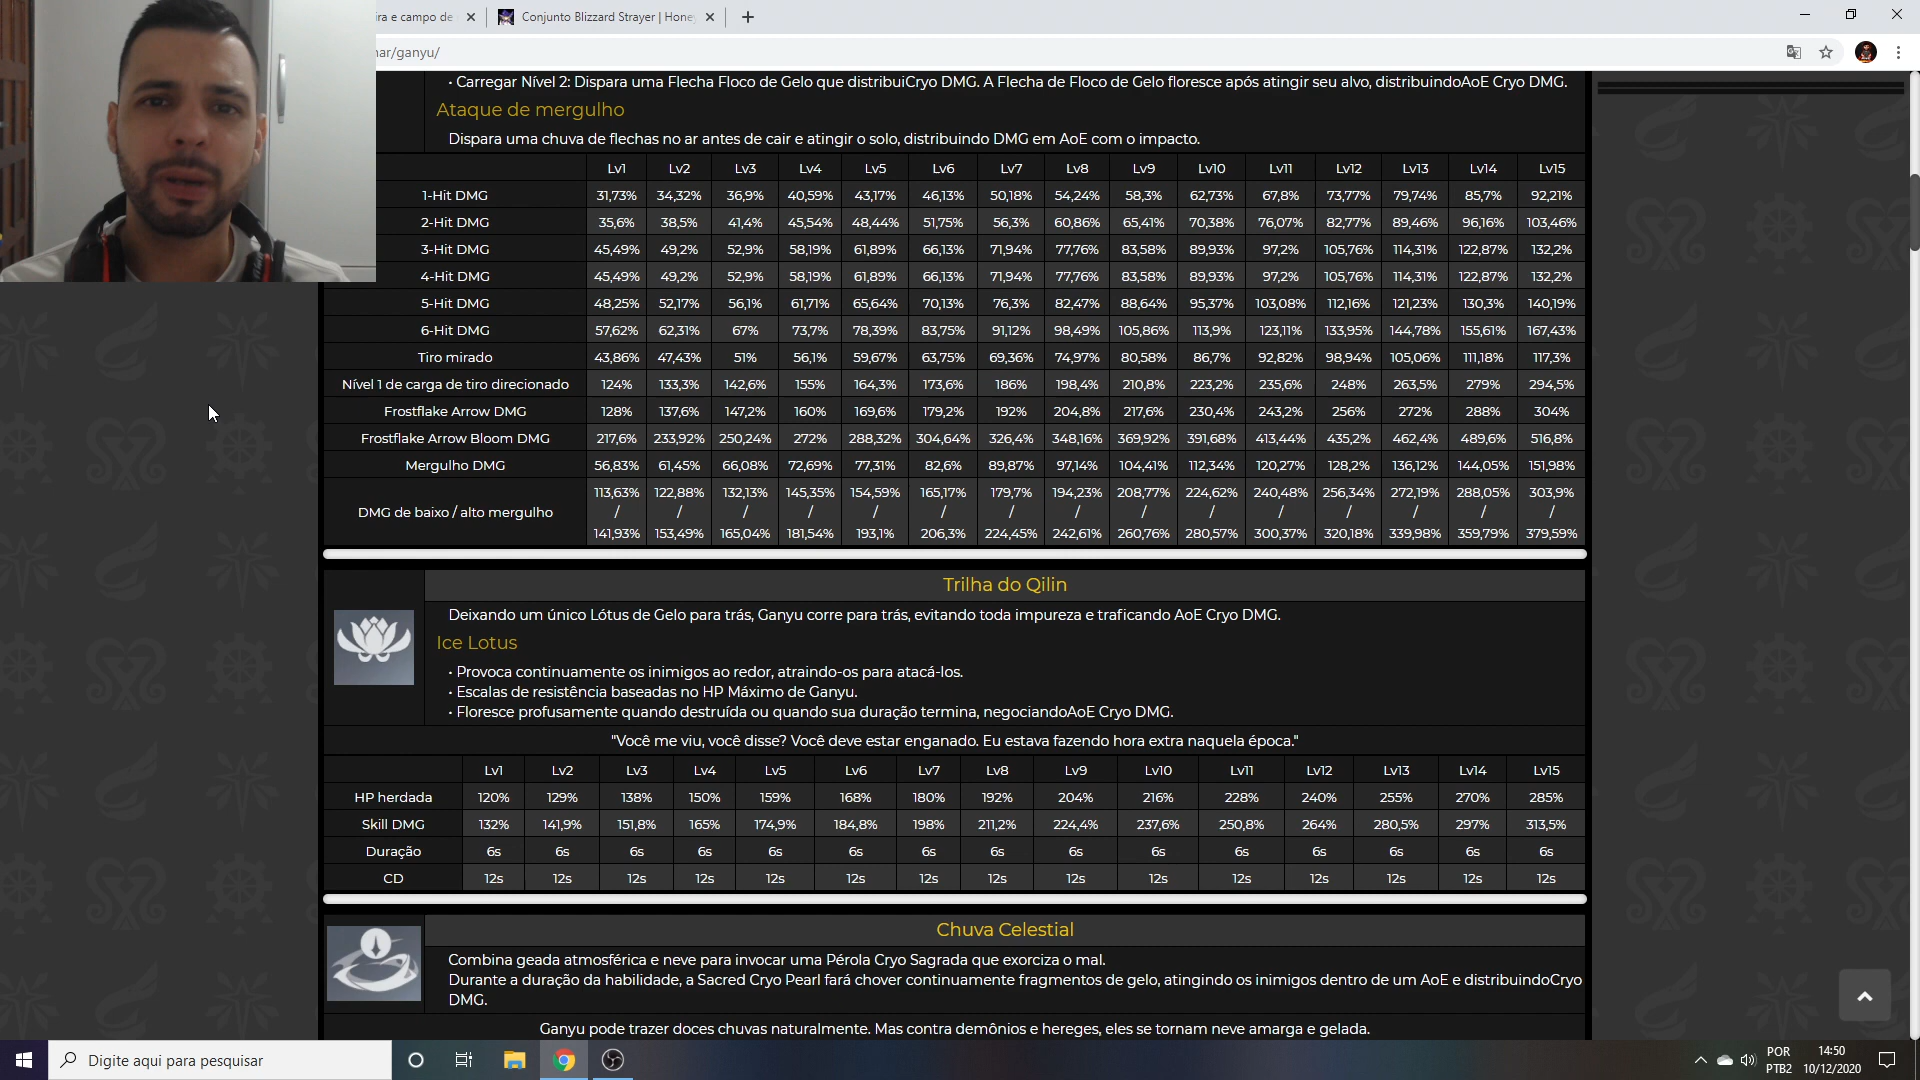 ira e campo de
Conjunto Blizzard Strayer | Honey
nar/ganyu/
• Carregar Nível 2: Dispara uma Flecha Floco de Gelo que distribuiCryo DMG. A Flecha de Floco de Gelo floresce após atingir seu alvo, distribuindoAoE Cryo DMG.
Ataque de mergulho
Dispara uma chuva de flechas no ar antes de cair e atingir o solo, distribuindo DMG em AoE com o impacto.
Lv1 Lv2 Lv3 Lv4 Lv5 Lv6 Lv7 Lv8 Lv9 Lv10 Lv11 Lv12 Lv13 Lv14 Lv15
1-Hit DMG 31,73% 34,32% 36,9% 40,59% 43,17% 46,13% 50,18% 54,24% 58,3% 62,73% 67,8% 73,77% 79,74% 85,7% 92,21%
2-Hit DMG 35,6% 38,5% 41,4% 45,54% 48,44% 51,75% 56,3% 60,86% 65,41% 70,38% 76,07% 82,77% 89,46% 96,16% 103,46%
3-Hit DMG 45,49% 49,2% 52,9% 58,19% 61,89% 66,13% 71,94% 77,76% 83,58% 89,93% 97,2% 105,76% 114,31% 122,87% 132,2%
4-Hit DMG 45,49% 49,2% 52,9% 58,19% 61,89% 66,13% 71,94% 77,76% 83,58% 89,93% 97,2% 105,76% 114,31% 122,87% 132,2%
5-Hit DMG 48,25% 52,17% 56,1% 61,71% 65,64% 70,13% 76,3% 82,47% 88,64% 95,37% 103,08% 112,16% 121,23% 130,3% 140,19%
6-Hit DMG 57,62% 62,31% 67% 73,7% 78,39% 83,75% 91,12% 98,49% 105,86% 113,9% 123,11% 133,95% 144,78% 155,61% 167,43%
Tiro mirado 43,86% 47,43% 51% 56,1% 59,67% 63,75% 69,36% 74,97% 80,58% 86,7% 92,82% 98,94% 105,06% 111,18% 117,3%
Nível 1 de carga de tiro direcionado 124% 133,3% 142,6% 155% 164,3% 173,6% 186% 198,4% 210,8% 223,2% 235,6% 248% 263,5% 279% 294,5%
Frostflake Arrow DMG 128% 137,6% 147,2% 160% 169,6% 179,2% 192% 204,8% 217,6% 230,4% 243,2% 256% 272% 288% 304%
Frostflake Arrow Bloom DMG 217,6% 233,92% 250,24% 272% 288,32% 304,64% 326,4% 348,16% 369,92% 391,68% 413,44% 435,2% 462,4% 489,6% 516,8%
Mergulho DMG 56,83% 61,45% 66,08% 72,69% 77,31% 82,6% 89,87% 97,14% 104,41% 112,34% 120,27% 128,2% 136,12% 144,05% 151,98%
113,63% 122,88% 132,13% 145,35% 154,59% 165,17% 179,7% 194,23% 208,77% 224,62% 240,48% 256,34% 272,19% 288,05% 303,9%
DMG de baixo / alto mergulho / / / / / / / / / / / / / / /
141,93% 153,49% 165,04% 181,54% 193,1% 206,3% 224,45% 242,61% 260,76% 280,57% 300,37% 320,18% 339,98% 359,79% 379,59%
Trilha do Qilin
Deixando um único Lótus de Gelo para trás, Ganyu corre para trás, evitando toda impureza e traficando AoE Cryo DMG.
Ice Lotus
• Provoca continuamente os inimigos ao redor, atraindo-os para atacá-los.
• Escalas de resistência baseadas no HP Máximo de Ganyu.
• Floresce profusamente quando destruída ou quando sua duração termina, negociandoAoE Cryo DMG.
"Você me viu, você disse? Você deve estar enganado. Eu estava fazendo hora extra naquela época."
Lv1 Lv2 Lv3 Lv4 Lv5 Lv6 Lv7 Lv8 Lv9 Lv10 Lv11 Lv12 Lv13 Lv14 Lv15
HP herdada 120% 129% 138% 150% 159% 168% 180% 192% 204% 216% 228% 240% 255% 270% 285%
Skill DMG 132% 141,9% 151,8% 165% 174,9% 184,8% 198% 211,2% 224,4% 237,6% 250,8% 264% 280,5% 297% 313,5%
Duração 6s 6s 6s 6s 6s 6s 6s 6s 6s 6s 6s 6s 6s 6s 6s
CD 12s 12s 12s 12s 12s 12s 12s 12s 12s 12s 12s 12s 12s 12s 12s
Chuva Celestial
Combina geada atmosférica e neve para invocar uma Pérola Cryo Sagrada que exorciza o mal.
Durante a duração da habilidade, a Sacred Cryo Pearl fará chover continuamente fragmentos de gelo, atingindo os inimigos dentro de um AoE e distribuindoCryo
DMG.
Ganyu pode trazer doces chuvas naturalmente. Mas contra demônios e hereges, eles se tornam neve amarga e gelada.
Digite aqui para pesquisar
POR
PTB2
14:50
10/12/2020